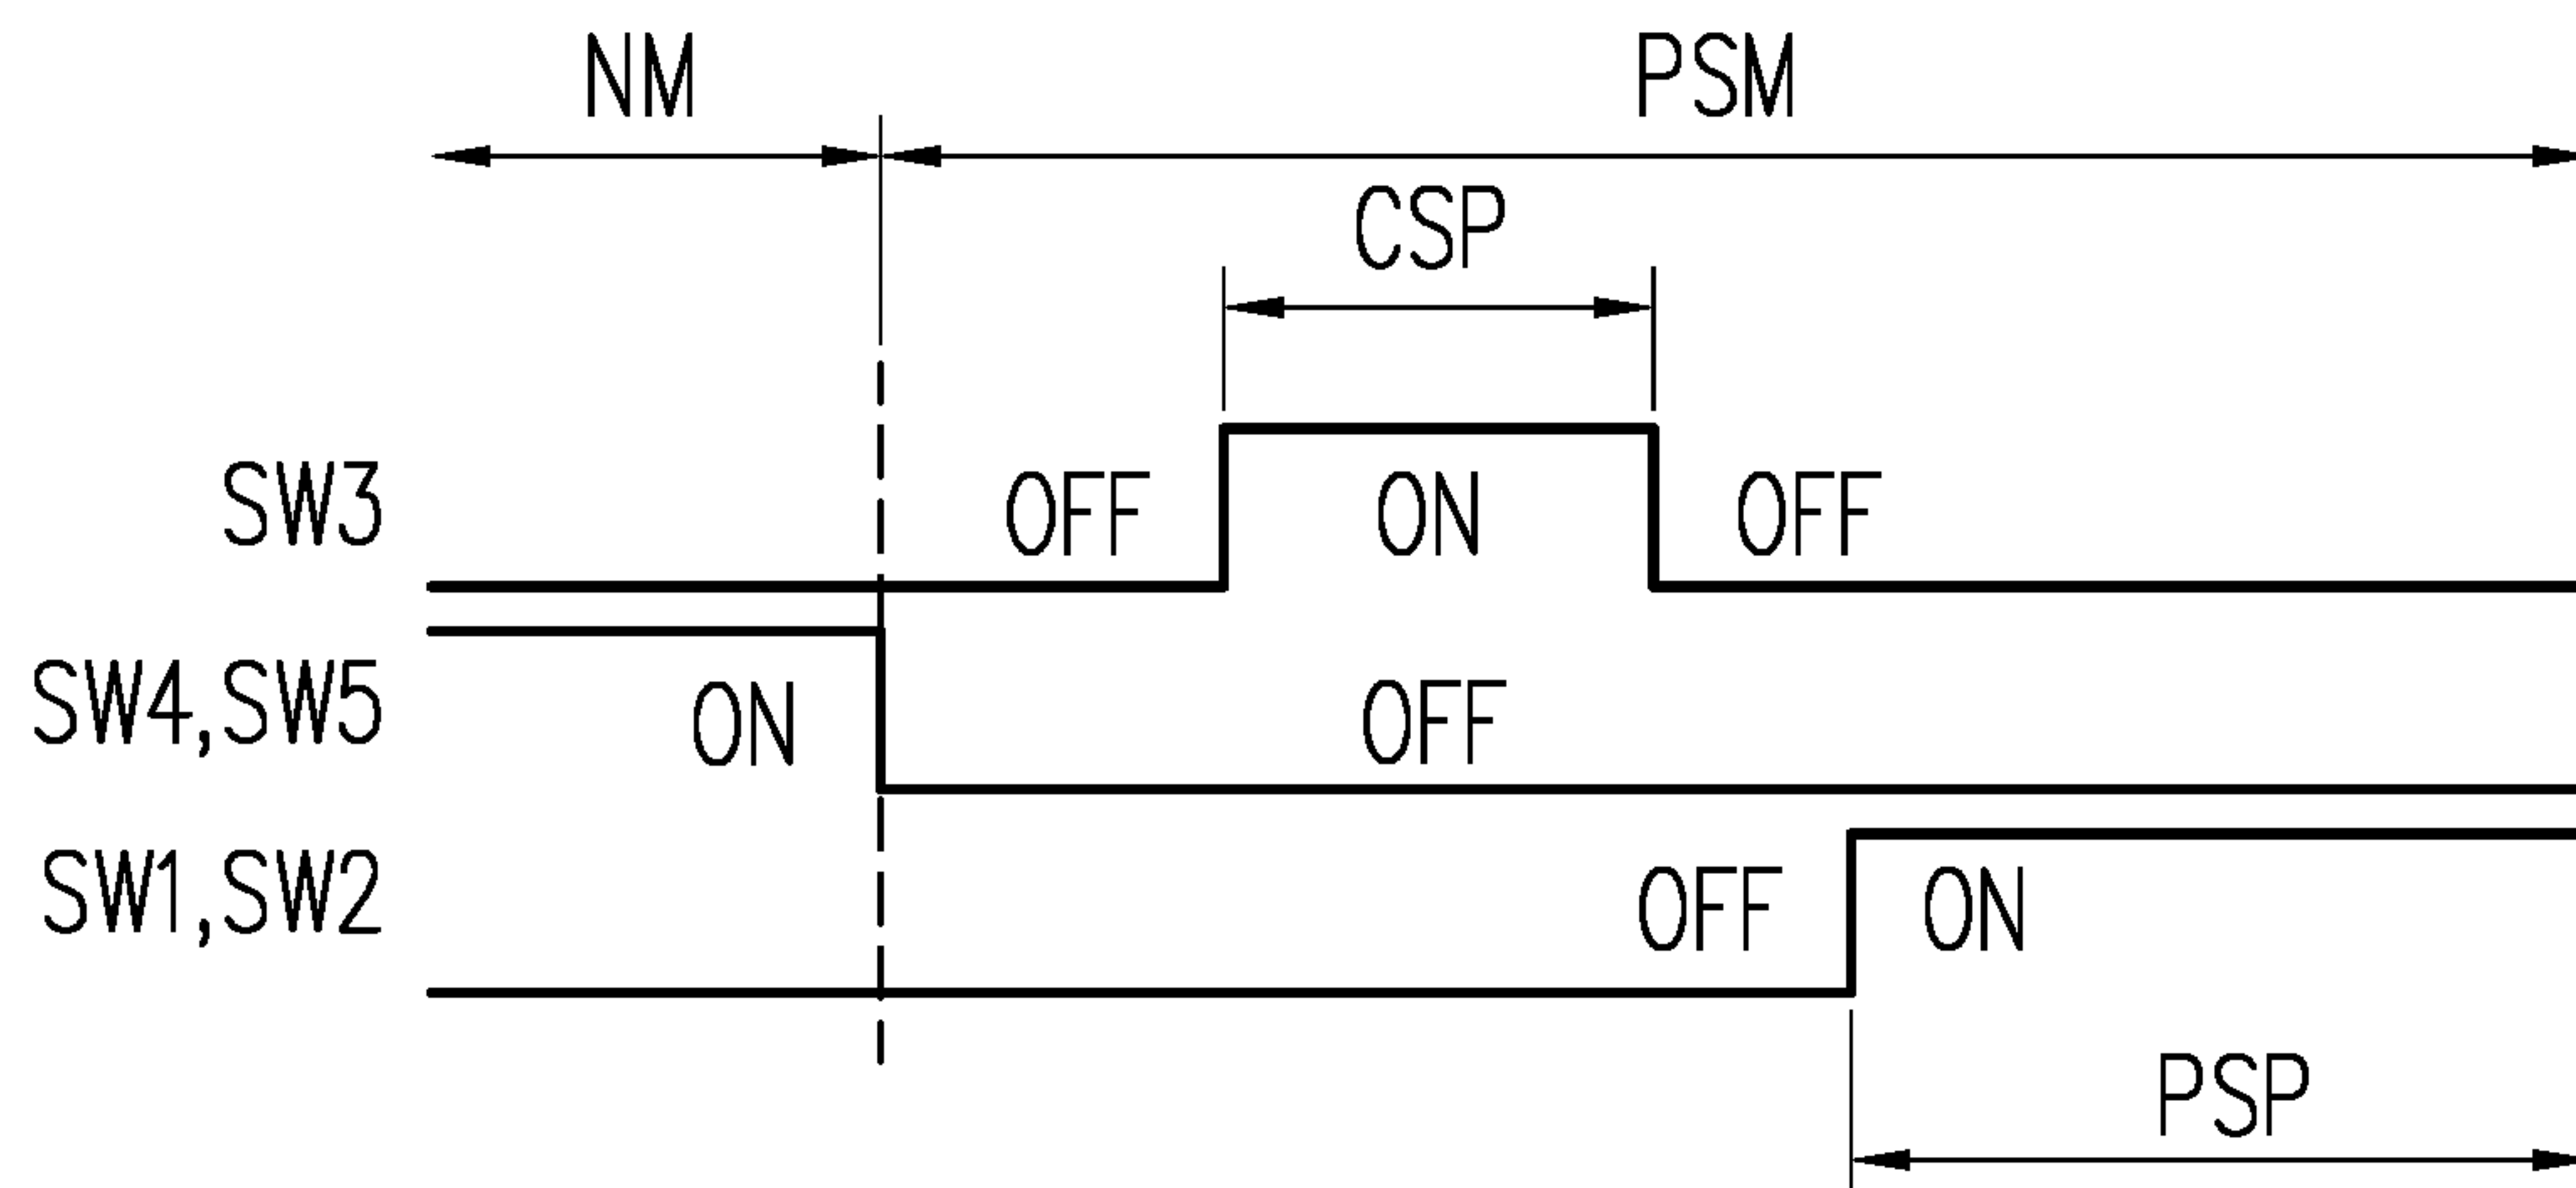 NM PSM
CSP
SW3 OFF ON OFF
SW4,SW5 ON OFF
SW1,SW2 OFF ON
PSP